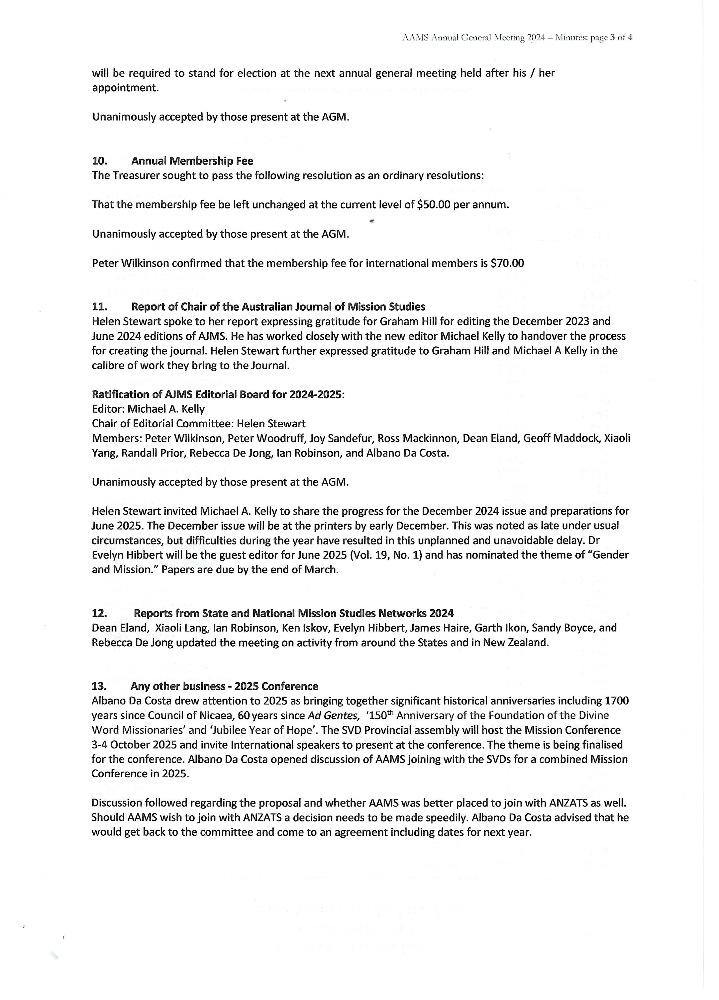 AAMS Annual General Meeting 2024 – Minutes: page 3 of 4
will be required to stand for election at the next annual general meeting held after his / her
appointment.
Unanimously accepted by those present at the AGM.
10. Annual Membership Fee
The Treasurer sought to pass the following resolution as an ordinary resolutions:
That the membership fee be left unchanged at the current level of $50.00 per annum.
Unanimously accepted by those present at the AGM.
Peter Wilkinson confirmed that the membership fee for international members is $70.00
11. Report of Chair of the Australian Journal of Mission Studies
Helen Stewart spoke to her report expressing gratitude for Graham Hill for editing the December 2023 and
June 2024 editions of AJMS. He has worked closely with the new editor Michael Kelly to handover the process
for creating the journal. Helen Stewart further expressed gratitude to Graham Hill and Michael A Kelly in the
calibre of work they bring to the Journal.
Ratification of AJMS Editorial Board for 2024-2025:
Editor: Michael A. Kelly
Chair of Editorial Committee: Helen Stewart
Members: Peter Wilkinson, Peter Woodruff, Joy Sandefur, Ross Mackinnon, Dean Eland, Geoff Maddock, Xiaoli
Yang, Randall Prior, Rebecca De Jong, Ian Robinson, and Albano Da Costa.
Unanimously accepted by those present at the AGM.
Helen Stewart invited Michael A. Kelly to share the progress for the December 2024 issue and preparations for
June 2025. The December issue will be at the printers by early December. This was noted as late under usual
circumstances, but difficulties during the year have resulted in this unplanned and unavoidable delay. Dr
Evelyn Hibbert will be the guest editor for June 2025 (Vol. 19, No. 1) and has nominated the theme of “Gender
and Mission.” Papers are due by the end of March.
12. Reports from State and National Mission Studies Networks 2024
Dean Eland, Xiaoli Lang, Ian Robinson, Ken Iskov, Evelyn Hibbert, James Haire, Garth Ikon, Sandy Boyce, and
Rebecca De Jong updated the meeting on activity from around the States and in New Zealand.
13. Any other business - 2025 Conference
Albano Da Costa drew attention to 2025 as bringing together significant historical anniversaries including 1700
years since Council of Nicaea, 60 years since Ad Gentes, ‘150th Anniversary of the Foundation of the Divine
Word Missionaries’ and ‘Jubilee Year of Hope’. The SVD Provincial assembly will host the Mission Conference
3-4 October 2025 and invite International speakers to present at the conference. The theme is being finalised
for the conference. Albano Da Costa opened discussion of AAMS joining with the SVDs for a combined Mission
Conference in 2025.
Discussion followed regarding the proposal and whether AAMS was better placed to join with ANZATS as well.
Should AAMS wish to join with ANZATS a decision needs to be made speedily. Albano Da Costa advised that he
would get back to the committee and come to an agreement including dates for next year.